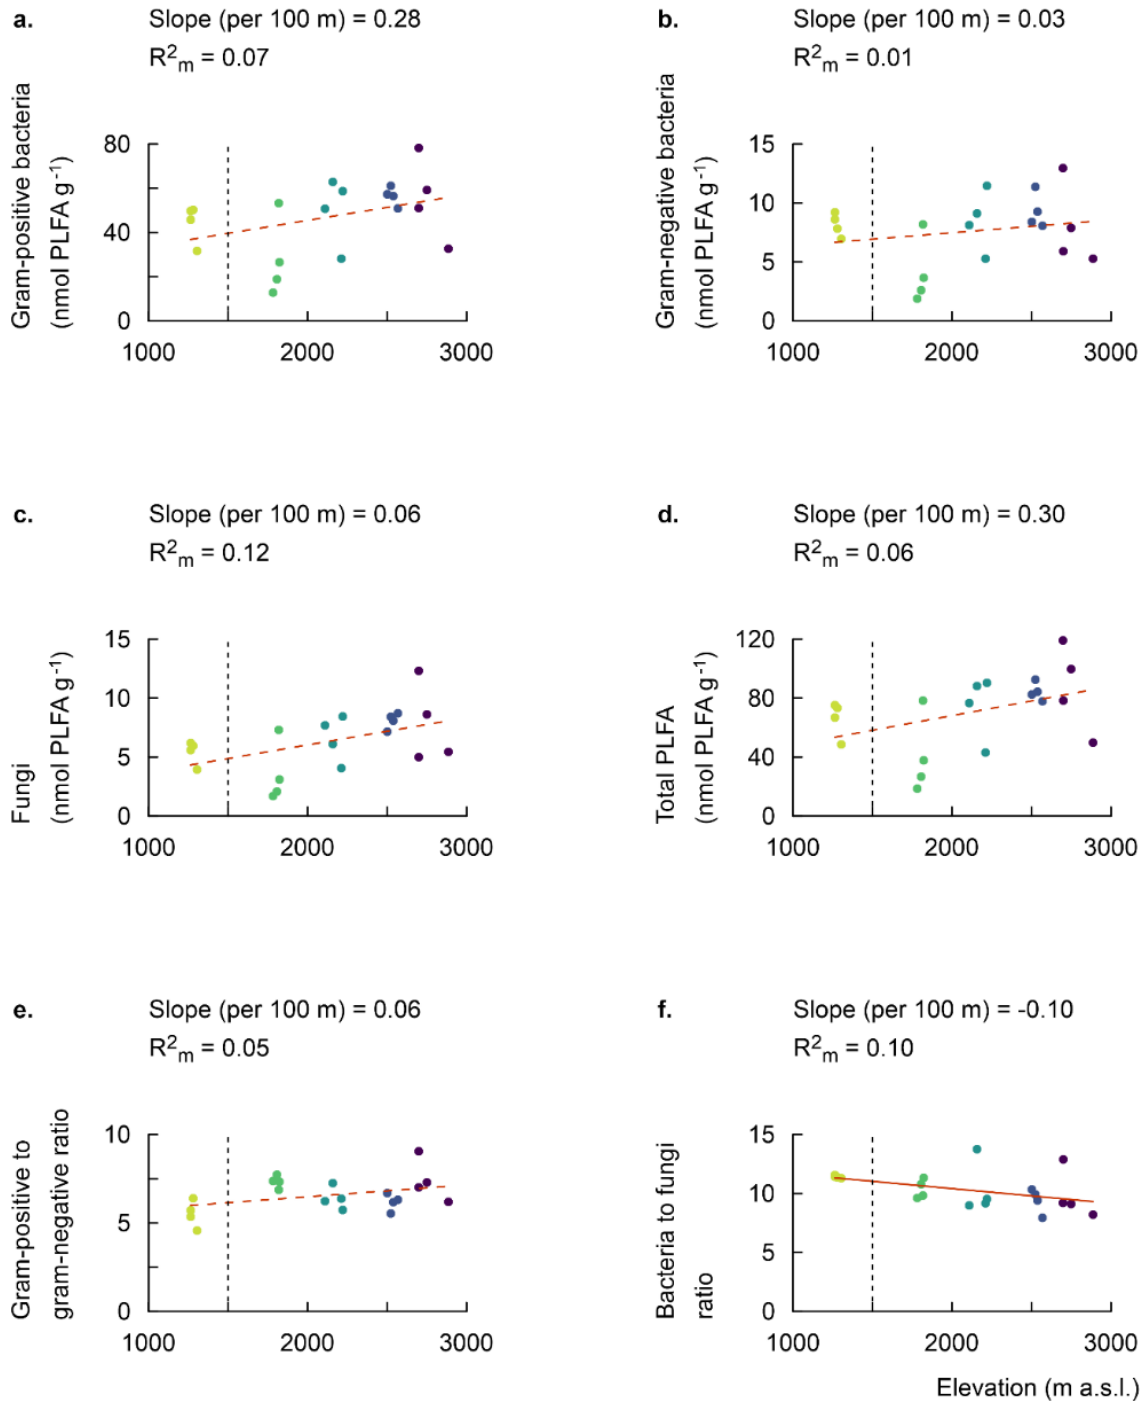 a.
Slope (per 100 m) = 0.28
R²m = 0.07
Gram-positive bacteria
(nmol PLFA g⁻¹)
80
40
0
1000 2000 3000
b.
Slope (per 100 m) = 0.03
R²m = 0.01
Gram-negative bacteria
(nmol PLFA g⁻¹)
15
10
5
0
1000 2000 3000
c.
Slope (per 100 m) = 0.06
R²m = 0.12
Fungi
(nmol PLFA g⁻¹)
15
10
5
0
1000 2000 3000
d.
Slope (per 100 m) = 0.30
R²m = 0.06
Total PLFA
(nmol PLFA g⁻¹)
120
80
40
0
1000 2000 3000
e.
Slope (per 100 m) = 0.06
R²m = 0.05
Gram-positive to
gram-negative ratio
10
5
0
1000 2000 3000
f.
Slope (per 100 m) = -0.10
R²m = 0.10
Bacteria to fungi
ratio
15
10
5
0
1000 2000 3000
Elevation (m a.s.l.)